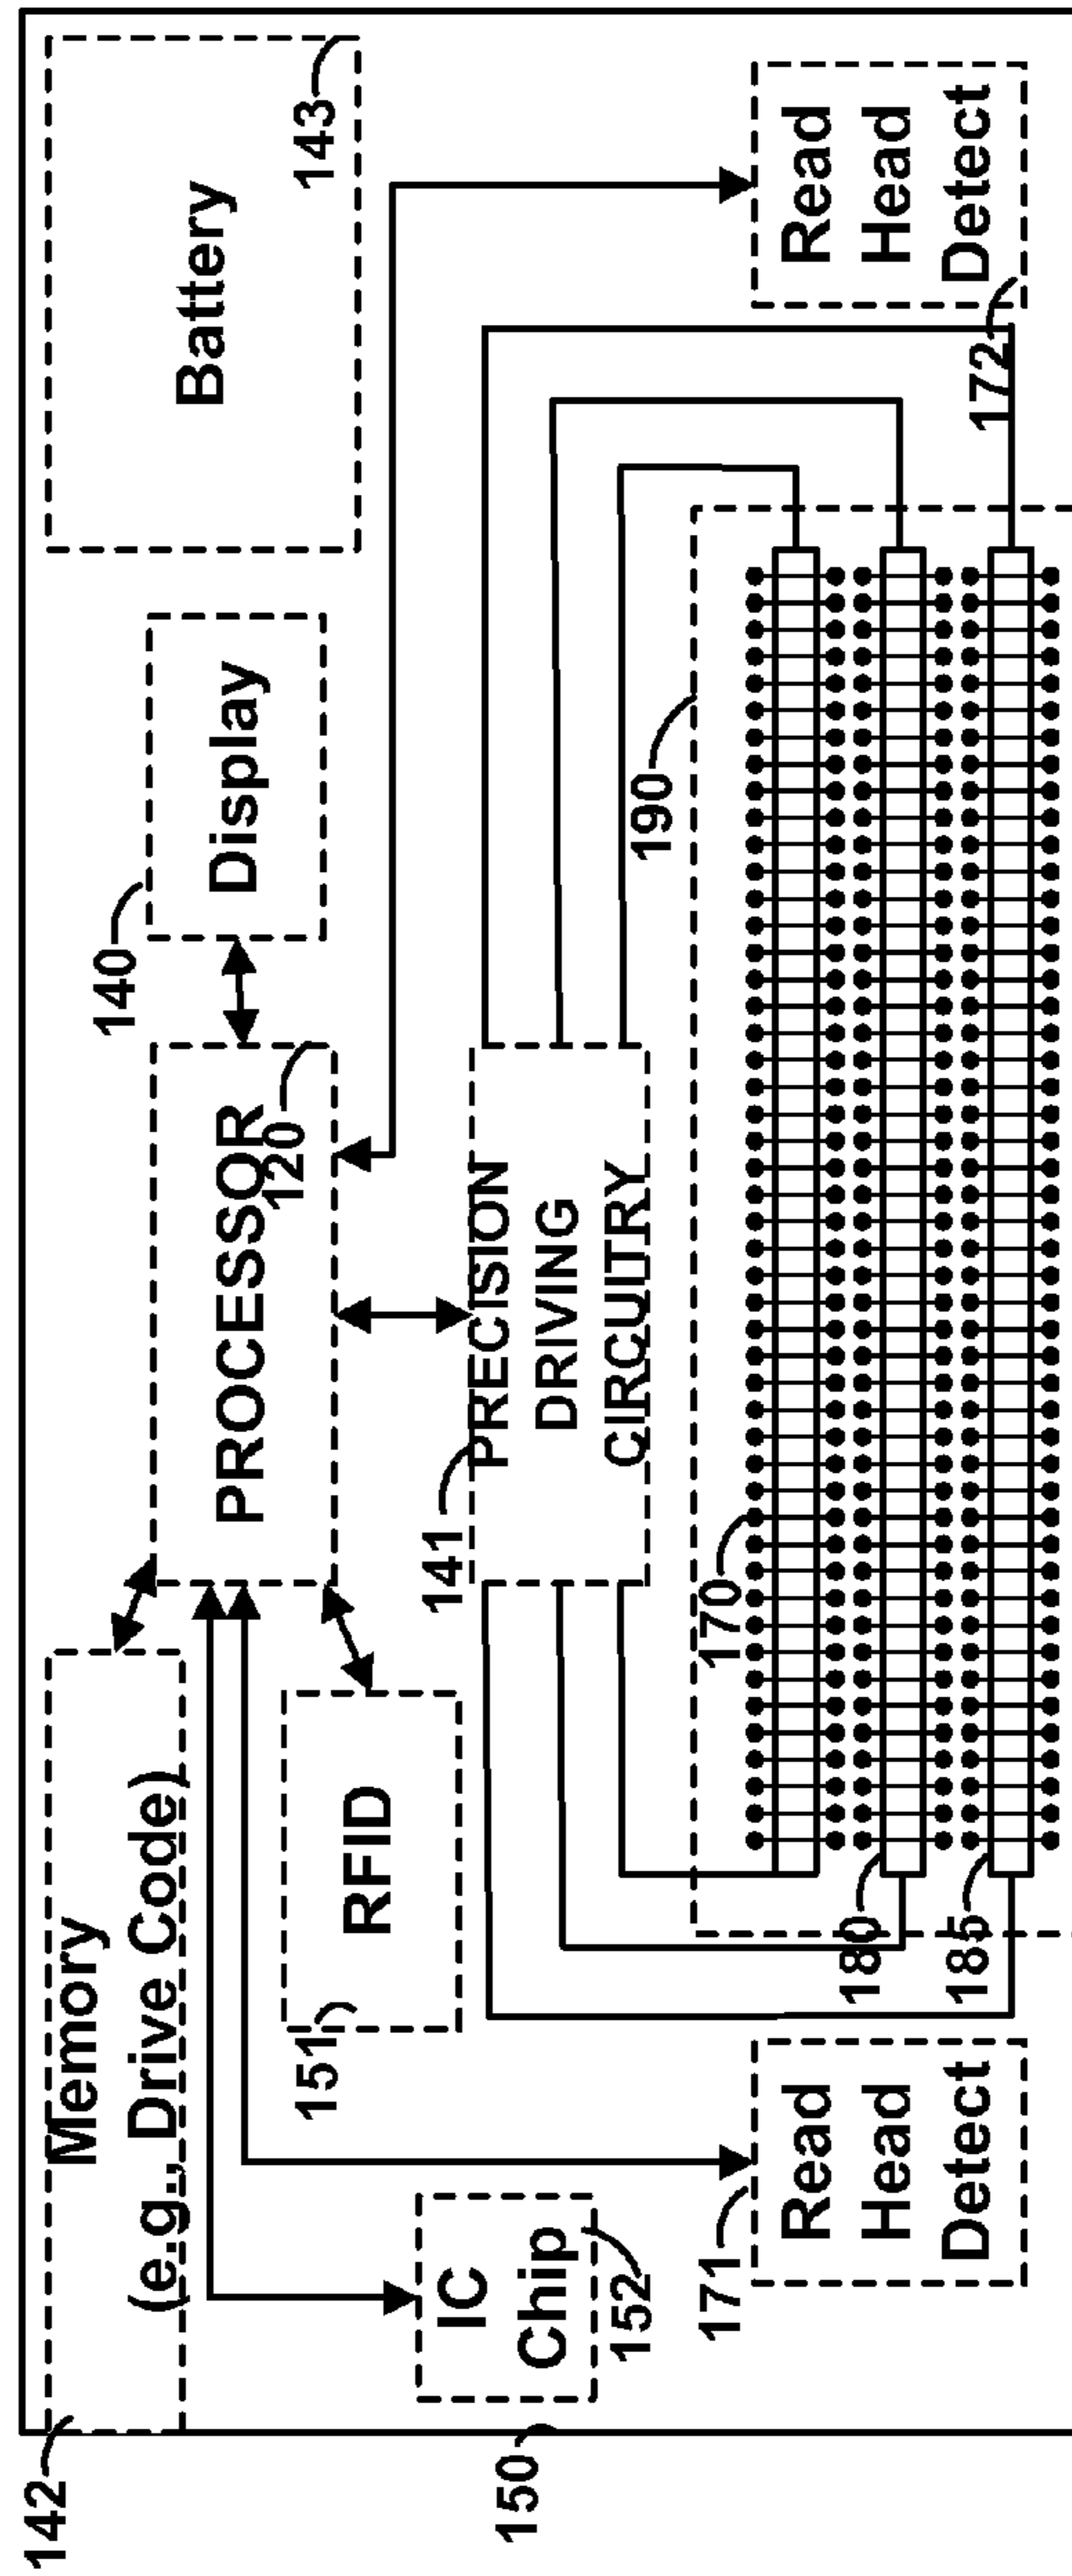 142
Memory
(e.g., Drive Code)
140
Display
Battery
143
PROCESSOR
120
150
IC
Chip
152
151
RFID
141
PRECISION
DRIVING
CIRCUITRY
190
171
Read
Head
Detect
170
180
185
172
Read
Head
Detect